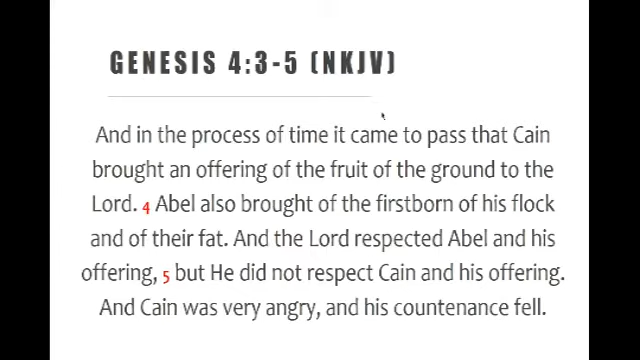 GENESIS 4:3-5 (NKJV)
And in the process of time it came to pass that Cain
brought an offering of the fruit of the ground to the
Lord. 4 Abel also brought of the firstborn of his flock
and of their fat. And the Lord respected Abel and his
offering, 5 but He did not respect Cain and his offering.
And Cain was very angry, and his countenance fell.